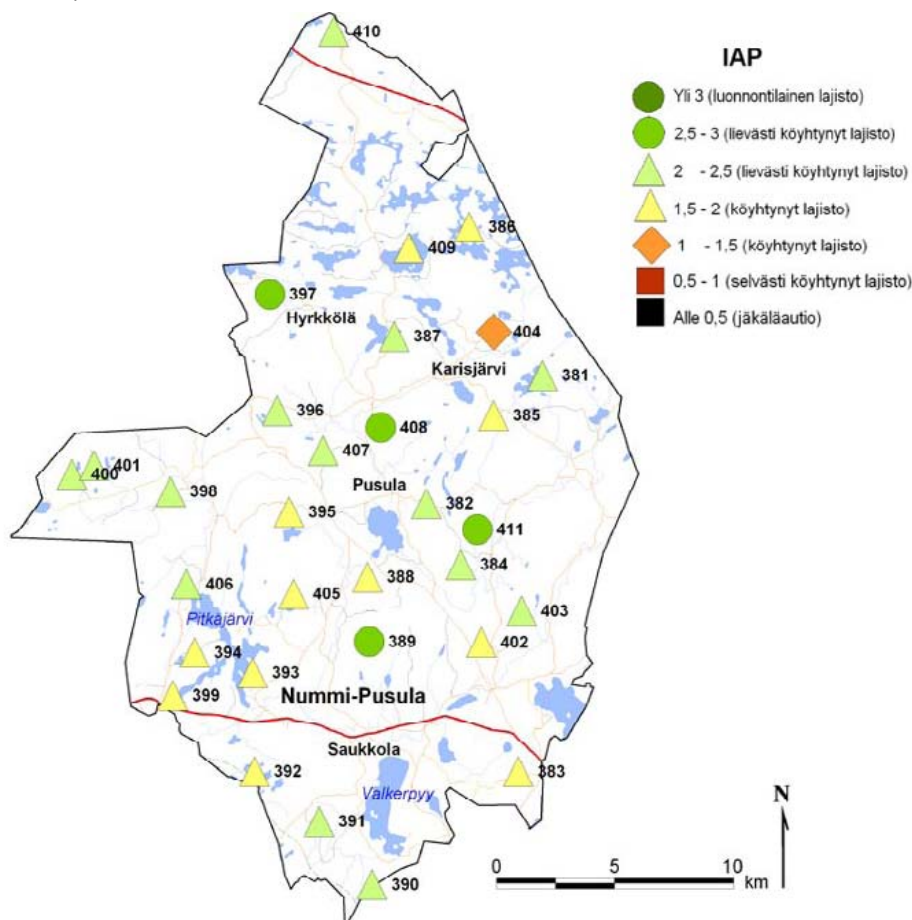 410
IAP
Yli 3 (luonnontilainen lajisto)
2,5 - 3 (lievästi köyhtynyt lajisto)
2 - 2,5 (lievästi köyhtynyt lajisto)
1,5 - 2 (köyhtynyt lajisto)
1 - 1,5 (köyhtynyt lajisto)
0,5 - 1 (selvästi köyhtynyt lajisto)
Alle 0,5 (jäkäläautio)
386
409
397
Hyrkkölä
387
404
Karisjärvi
381
396
408
385
407
401
400
398
Pusula
382
395
411
384
388
406
405
403
Pitkäjärvi
389
402
394
393
399
Nummi-Pusula
Saukkola
392
383
Valkerpyy
391
390
N
0 5 10
km